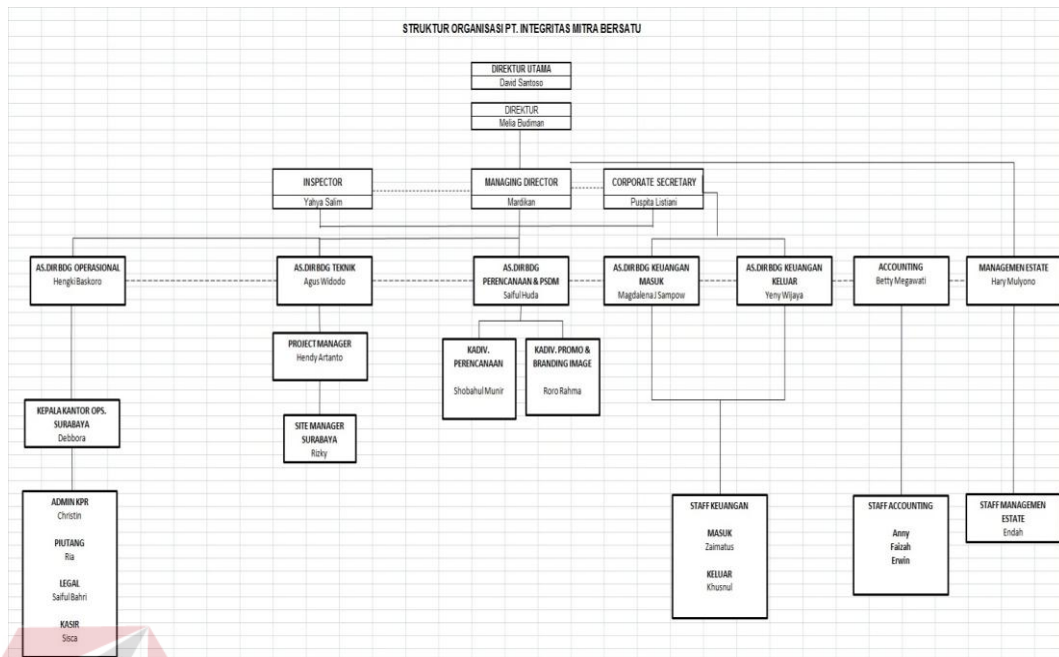 STRUKTUR ORGANISASI PT. INTEGRITAS MITRA BERSATU
DIREKTUR UTAMA
David Santoso
DIREKTUR
Melia Budiman
INSPECTOR
Yahya Salim
MANAGING DIRECTOR
Mardikan
CORPORATE SECRETARY
Puspita Listiani
AS.DIR BDG OPERASIONAL
Hengki Baskoro
AS.DIR BDG TEKNIK
Agus Widodo
AS.DIR BDG
PERENCANAAN & PSDM
Saiful Huda
AS.DIR BDG KEUANGAN
MASUK
Magdalena J Sampow
AS.DIR BDG KEUANGAN
KELUAR
Yeny Wijaya
ACCOUNTING
Betty Megawati
MANAGEMEN ESTATE
Hary Mulyono
PROJECT MANAGER
Hendy Artanto
KADIV.
PERENCANAAN
Shobahul Munir
KADIV. PROMO &
BRANDING IMAGE
Roro Rahma
KEPALA KANTOR OPS.
SURABAYA
Debbora
SITE MANAGER
SURABAYA
Rizky
ADMIN KPR
Christin
PIUTANG
Ria
LEGAL
Saiful Bahri
KASIR
Sisca
STAFF KEUANGAN
MASUK
Zaimatus
KELUAR
Khusnul
STAFF ACCOUNTING
Anny
Faizah
Erwin
STAFF MANAGEMEN
ESTATE
Endah